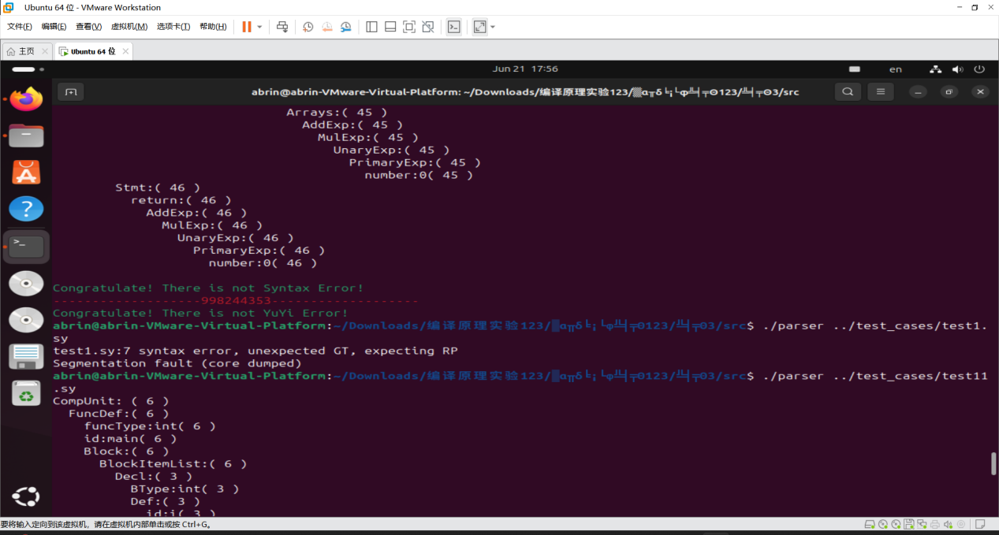 Ubuntu 64 位 - VMware Workstation
文件(F) 编辑(E) 查看(V) 虚拟机(M) 选项卡(T) 帮助(H)
主页
Ubuntu 64 位
Jun 21 17:56
en
abrin@abrin-VMware-Virtual-Platform: ~/Downloads/编译原理实验123/▒α╥δ╘¡└φ╩╡╤Θ123/╩╡╤Θ3/src
Arrays:( 45 )
AddExp:( 45 )
MulExp:( 45 )
UnaryExp:( 45 )
PrimaryExp:( 45 )
number:0( 45 )
Stmt:( 46 )
return:( 46 )
AddExp:( 46 )
MulExp:( 46 )
UnaryExp:( 46 )
PrimaryExp:( 46 )
number:0( 46 )
Congratulate! There is not Syntax Error!
-------------------998244353-------------------
Congratulate! There is not YuYi Error!
abrin@abrin-VMware-Virtual-Platform:~/Downloads/编译原理实验123/▒α╥δ╘¡└φ╩╡╤Θ123/╩╡╤Θ3/src$ ./parser ../test_cases/test1.
sy
test1.sy:7 syntax error, unexpected GT, expecting RP
Segmentation fault (core dumped)
abrin@abrin-VMware-Virtual-Platform:~/Downloads/编译原理实验123/▒α╥δ╘¡└φ╩╡╤Θ123/╩╡╤Θ3/src$ ./parser ../test_cases/test11
.sy
CompUnit: ( 6 )
FuncDef:( 6 )
funcType:int( 6 )
id:main( 6 )
Block:( 6 )
BlockItemList:( 6 )
Decl:( 3 )
BType:int( 3 )
Def:( 3 )
id:i( 3 )
要将输入定向到该虚拟机，请在虚拟机内部单击或按 Ctrl+G。